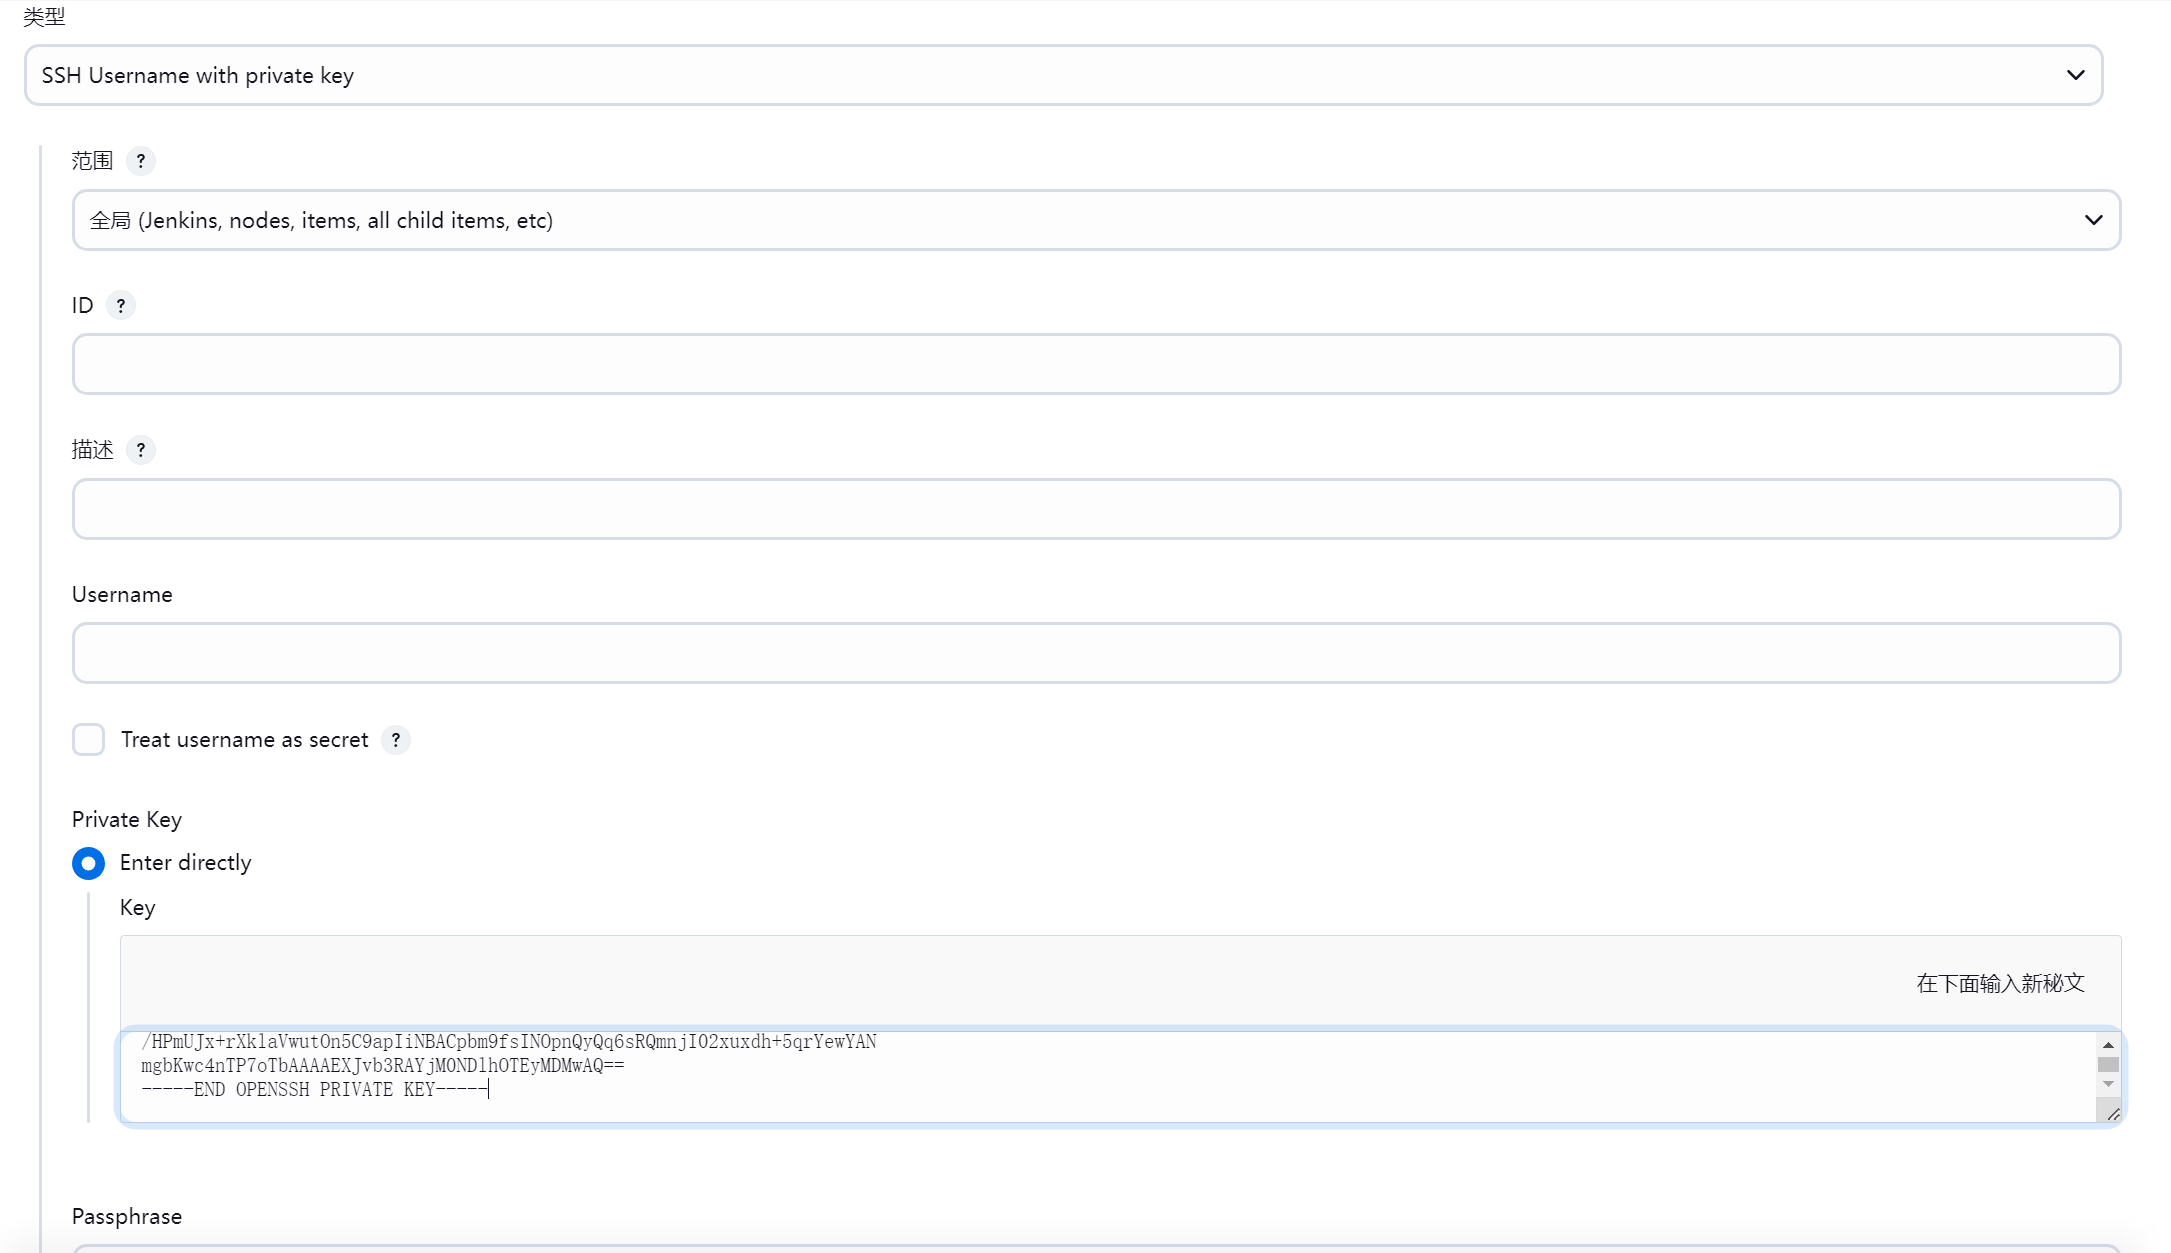 类型
SSH Username with private key
范围 ?
全局 (Jenkins, nodes, items, all child items, etc)
ID ?
描述 ?
Username
Treat username as secret ?
Private Key
Enter directly
Key
在下面输入新秘文
/HPmUJx+rXklaVwutOn5C9apIiNBACpbm9fsINOpnQyQq6sRQmnjI02xuxdh+5qrYewYAN
mgbKwc4nTP7oTbAAAAEXJvb3RAYjM0NDlhOTEyMDMwAQ==
-----END OPENSSH PRIVATE KEY-----
Passphrase